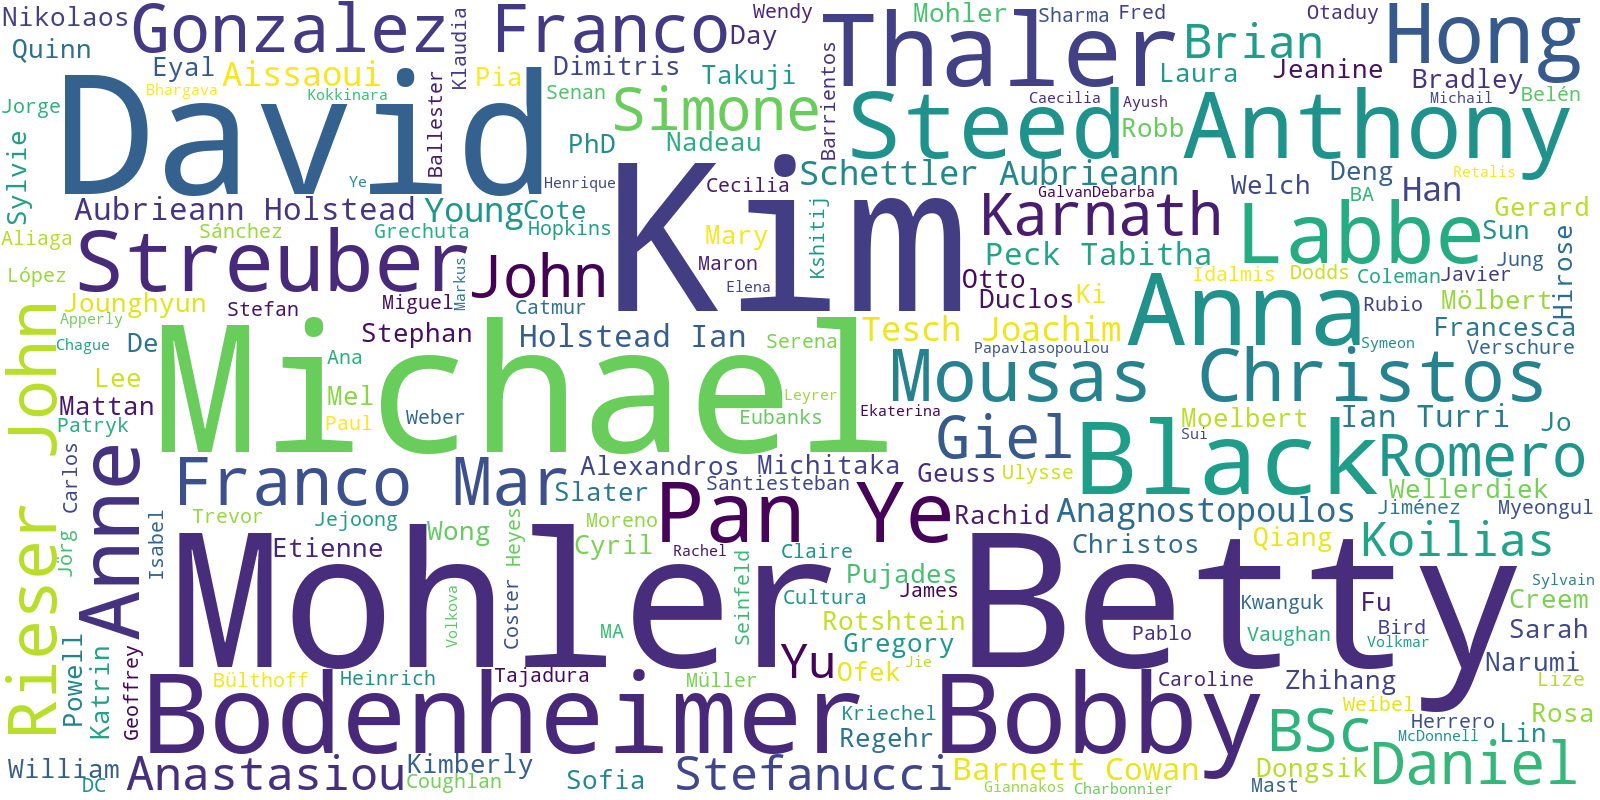 Nikolaos
Gonzalez
Klaudia
Franco
Wendy
Day
Thaler
Mohler
Sharma
Fred
Otaduy
Hong
Quinn
Eyal
Aissaoui
Pia
Dimitris
Takuji
Brian
Laura
Jeanine
Bradley
Bhargava
Kokkinara
Senan
Caecilia
Ayush
Michail
Belén
Jorge
David
Ballester
Simone
Barrientos
Steed
Robb
Anthony
Sylvie
PhD
Nadeau
Ye
Henrique
Kim
Cecilia
Schettler Aubrieann
Welch
Deng
Retalis
Aubrieann Holstead
Young
Cote
GalvanDebarba
BA
Han
Gerard
Aliaga
Sánchez
Grechuta
Hopkins
Mary
Kshitij
Karnath
Labbe
Sun
Hirose
López
Streuber
Markus
John
Maron
Peck Tabitha
Idalmis
Dodds
Coleman
Javier
Jung
Jounghyun
Stefan
Miguel
Catmur
Elena
Otto
Duclos
Ki
Anna
Rubio
Mölbert
Apperly
Chague
De
Stephan
Holstead Ian
Serena
Tesch Joachim
Papavlasopoulou
Symeon
Francesca
Verschure
Rieser John
Lee
Ana
Michael
Mel
Leyrer
Mousas Christos
Mattan
Patryk
Paul
Weber
Eubanks
Ekaterina
Giel
Moelbert
Ian Turri
Jo
Carlos
Anne
Franco Mar
Alexandros Michitaka
Geuss
Ulysse
Black
Sui
Romero
Slater
Santiesteban
Wellerdiek
Trevor
Jejoong
Moreno
Pan Ye
Rachid
Anagnostopoulos
Jiménez
Myeongul
Jörg
Isabel
Etienne
Wong
Heyes
Cyril
Rachel
Claire
Christos
Qiang
Koilias
Mohler
Seinfeld
Pujades
Betty
Sylvain
Volkova
Coster
MA
Cultura
James
Kwanguk
Fu
Creem
Rotshtein
Pablo
Vaughan
Bird
Volkmar
Sarah
Powell
Katrin
Geoffrey
Gregory
Yu
Ofek
Jie
Narumi
Bülthoff
Heinrich
Tajadura
Müller
Caroline
Zhihang
Lize
Bodenheimer
Kriechel
Regehr
Bobby
Weibel
Herrero
McDonnell
Rosa
Lin
BSc
William
DC
Anastasiou
Kimberly
Coughlan
Sofia
Stefanucci
Barnett Cowan
Giannakos
Charbonnier
Dongsik
Mast
Daniel